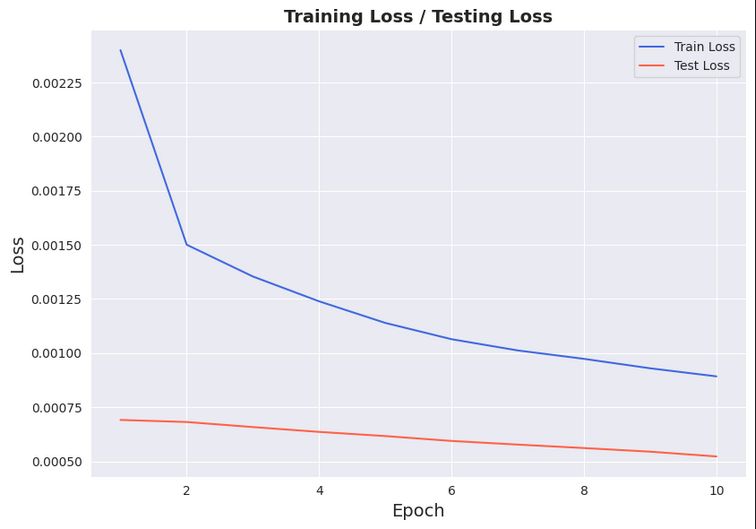 Training Loss / Testing Loss
Train Loss
Test Loss
0.00225
0.00200
0.00175
0.00150
0.00125
0.00100
0.00075
0.00050
Loss
2 4 6 8 10
Epoch